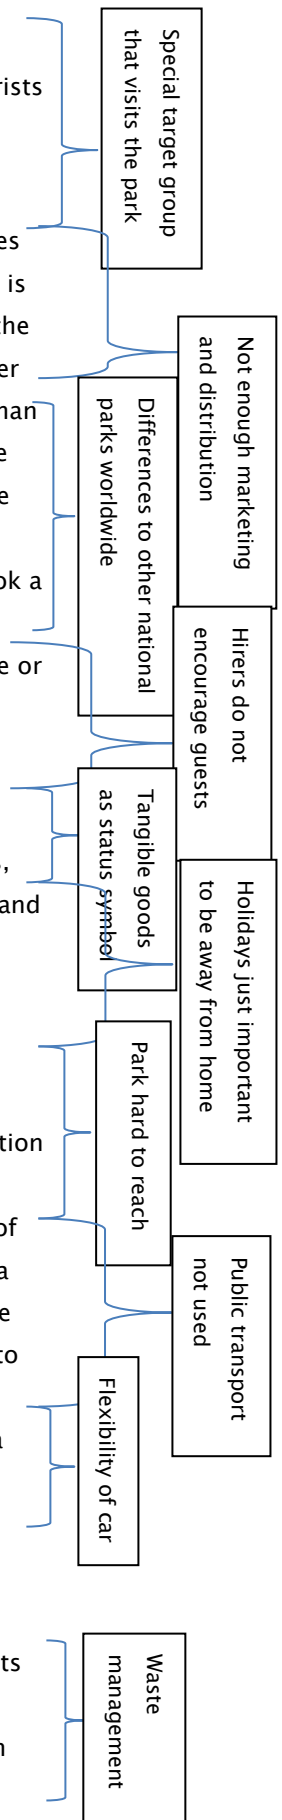 rists
Special target group
that visits the park
es
is
the
er
Not enough marketing
and distribution
man
e
e
ok a
Differences to other national
parks worldwide
e or
Hirers do not
encourage guests
,
and
Tangible goods
as status symbol
Holidays just important
to be away from home
tion
Park hard to reach
of
a
e
to
Public transport
not used
a
Flexibility of car
ts
n
Waste
management